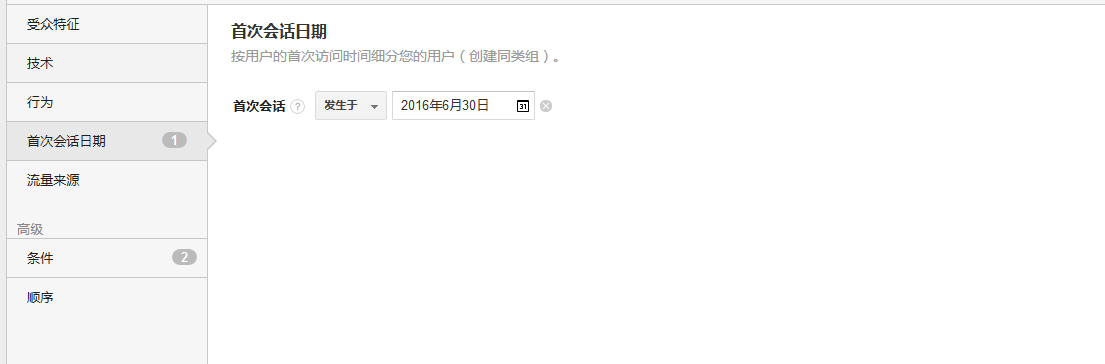 受众特征
技术
行为
首次会话日期 1
流量来源
高级
条件 2
顺序
首次会话日期
按用户的首次访问时间细分您的用户（创建同类组）。
首次会话 ? 发生于 2016年6月30日 31